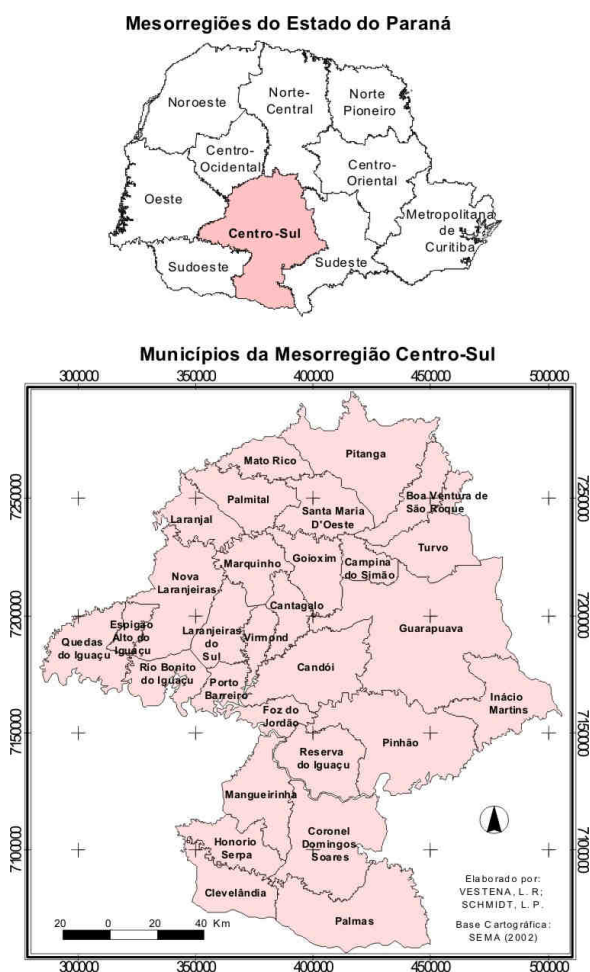 Mesorregiões do Estado do Paraná
Noroeste
Norte-
Central
Norte
Pioneiro
Centro-
Ocidental
Centro-
Oriental
Oeste
Metropolitana
de
Curitiba
Centro-Sul
Sudoeste
Sudeste
Municípios da Mesorregião Centro-Sul
300000 350000 400000 450000 500000
7250000
7200000
7150000
7100000
Mato Rico
Pitanga
Palmital
Boa Ventura de
São Roque
Laranjal
Santa Maria
D'Oeste
Turvo
Marquinho
Goioxim
Campina
do Simão
Nova
Laranjeiras
Cantagalo
Espigão
Alto do
Iguaçu
Quedas
do Iguaçu
Laranjeiras
do
Sul
Virmond
Guarapuava
Rio Bonito
do Iguaçu
Candói
Porto
Barreiro
Inácio
Martins
Foz do
Jordão
Pinhão
Reserva
do Iguaçu
Mangueirinha
Coronel
Domingos
Soares
Honorio
Serpa
Clevelândia
Palmas
20 0 20 40 Km
Elaborado por:
VESTENA, L. R;
SCHMIDT, L. P.
Base Cartográfica:
SEMA (2002)
7250000
7200000
7150000
7100000
300000 350000 400000 450000 500000